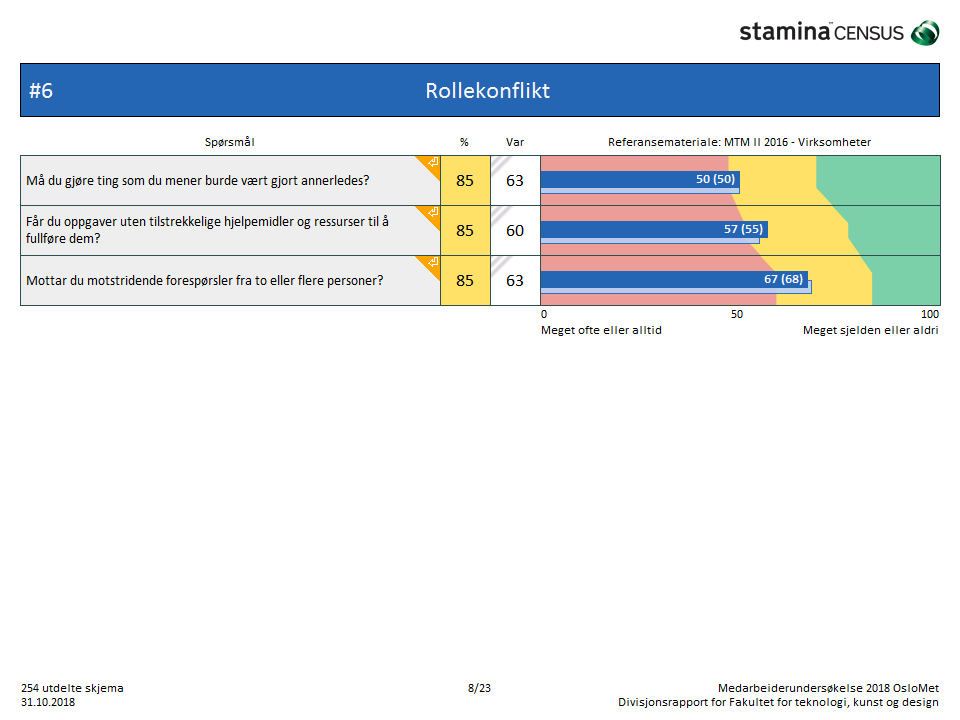 stamina™CENSUS
#6 Rollekonflikt
Spørsmål % Var Referansemateriale: MTM II 2016 - Virksomheter
Må du gjøre ting som du mener burde vært gjort annerledes? 85 63 50 (50)
Får du oppgaver uten tilstrekkelige hjelpemidler og ressurser til å
fullføre dem? 85 60 57 (55)
Mottar du motstridende forespørsler fra to eller flere personer? 85 63 67 (68)
0 50 100
Meget ofte eller alltid Meget sjelden eller aldri
254 utdelte skjema 8/23 Medarbeiderundersøkelse 2018 OsloMet
31.10.2018 Divisjonsrapport for Fakultet for teknologi, kunst og design